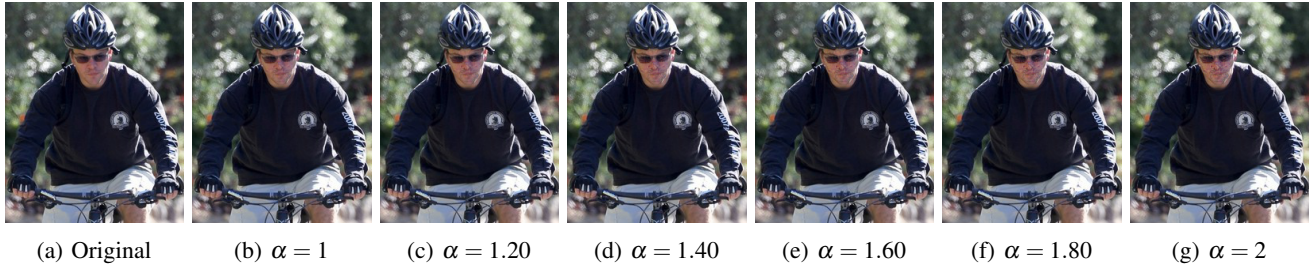 (a) Original (b) α = 1 (c) α = 1.20 (d) α = 1.40 (e) α = 1.60 (f) α = 1.80 (g) α = 2